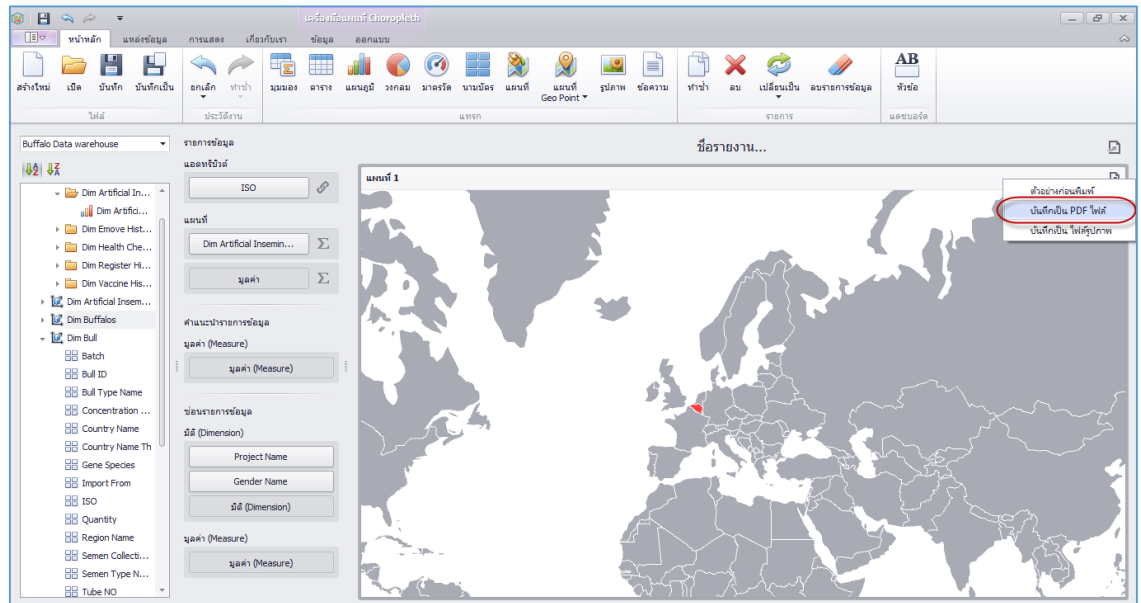 เครื่องมือแผนที่ Choropleth
หน้าหลัก แหล่งข้อมูล การแสดง เกี่ยวกับเรา ข้อมูล ออกแบบ
สร้างใหม่ เปิด บันทึก บันทึกเป็น ยกเลิก ทำซ้ำ มุมมอง ตาราง แผนภูมิ วงกลม มาตรวัด นามบัตร แผนที่ แผนที่ Geo Point รูปภาพ ข้อความ ทำซ้ำ ลบ เปลี่ยนเป็น ลบรายการข้อมูล หัวข้อ
ไฟล์ ประวัติงาน แทรก รายการ แดชบอร์ด
Buffalo Data warehouse
Dim Artificial In...
Dim Artifici...
Dim Emove Hist...
Dim Health Che...
Dim Register Hi...
Dim Vaccine His...
Dim Artificial Insem...
Dim Buffalos
Dim Bull
Batch
Bull ID
Bull Type Name
Concentration ...
Country Name
Country Name Th
Gene Species
Import From
ISO
Quantity
Region Name
Semen Collecti...
Semen Type N...
Tube NO
รายการข้อมูล
แอตทริบิวต์
ISO
แผนที่
Dim Artificial Insemin...
มูลค่า
คำแนะนำรายการข้อมูล
มูลค่า (Measure)
มูลค่า (Measure)
ซ่อนรายการข้อมูล
มิติ (Dimension)
Project Name
Gender Name
มิติ (Dimension)
มูลค่า (Measure)
มูลค่า (Measure)
ชื่อรายงาน...
แผนที่ 1
ตัวอย่างก่อนพิมพ์
บันทึกเป็น PDF ไฟล์
บันทึกเป็น ไฟล์รูปภาพ